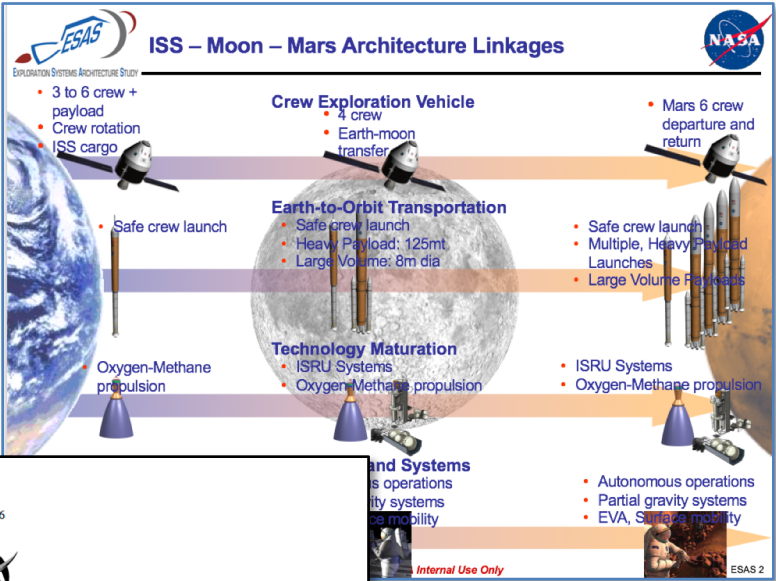 ESAS
EXPLORATION SYSTEMS ARCHITECTURE STUDY
ISS – Moon – Mars Architecture Linkages
NASA
• 3 to 6 crew +
payload
• Crew rotation
• ISS cargo
Crew Exploration Vehicle
• 4 crew
• Earth-moon
transfer
• Mars 6 crew
departure and
return
Earth-to-Orbit Transportation
• Safe crew launch
• Safe crew launch
• Heavy Payload: 125mt
• Large Volume: 8m dia
• Safe crew launch
• Multiple, Heavy Payload
Launches
• Large Volume Payloads
Technology Maturation
• Oxygen-Methane
propulsion
• ISRU Systems
• Oxygen-Methane propulsion
• ISRU Systems
• Oxygen-Methane propulsion
and Systems
operations
systems
mobility
• Autonomous operations
• Partial gravity systems
• EVA, Surface mobility
6
Internal Use Only
ESAS 2